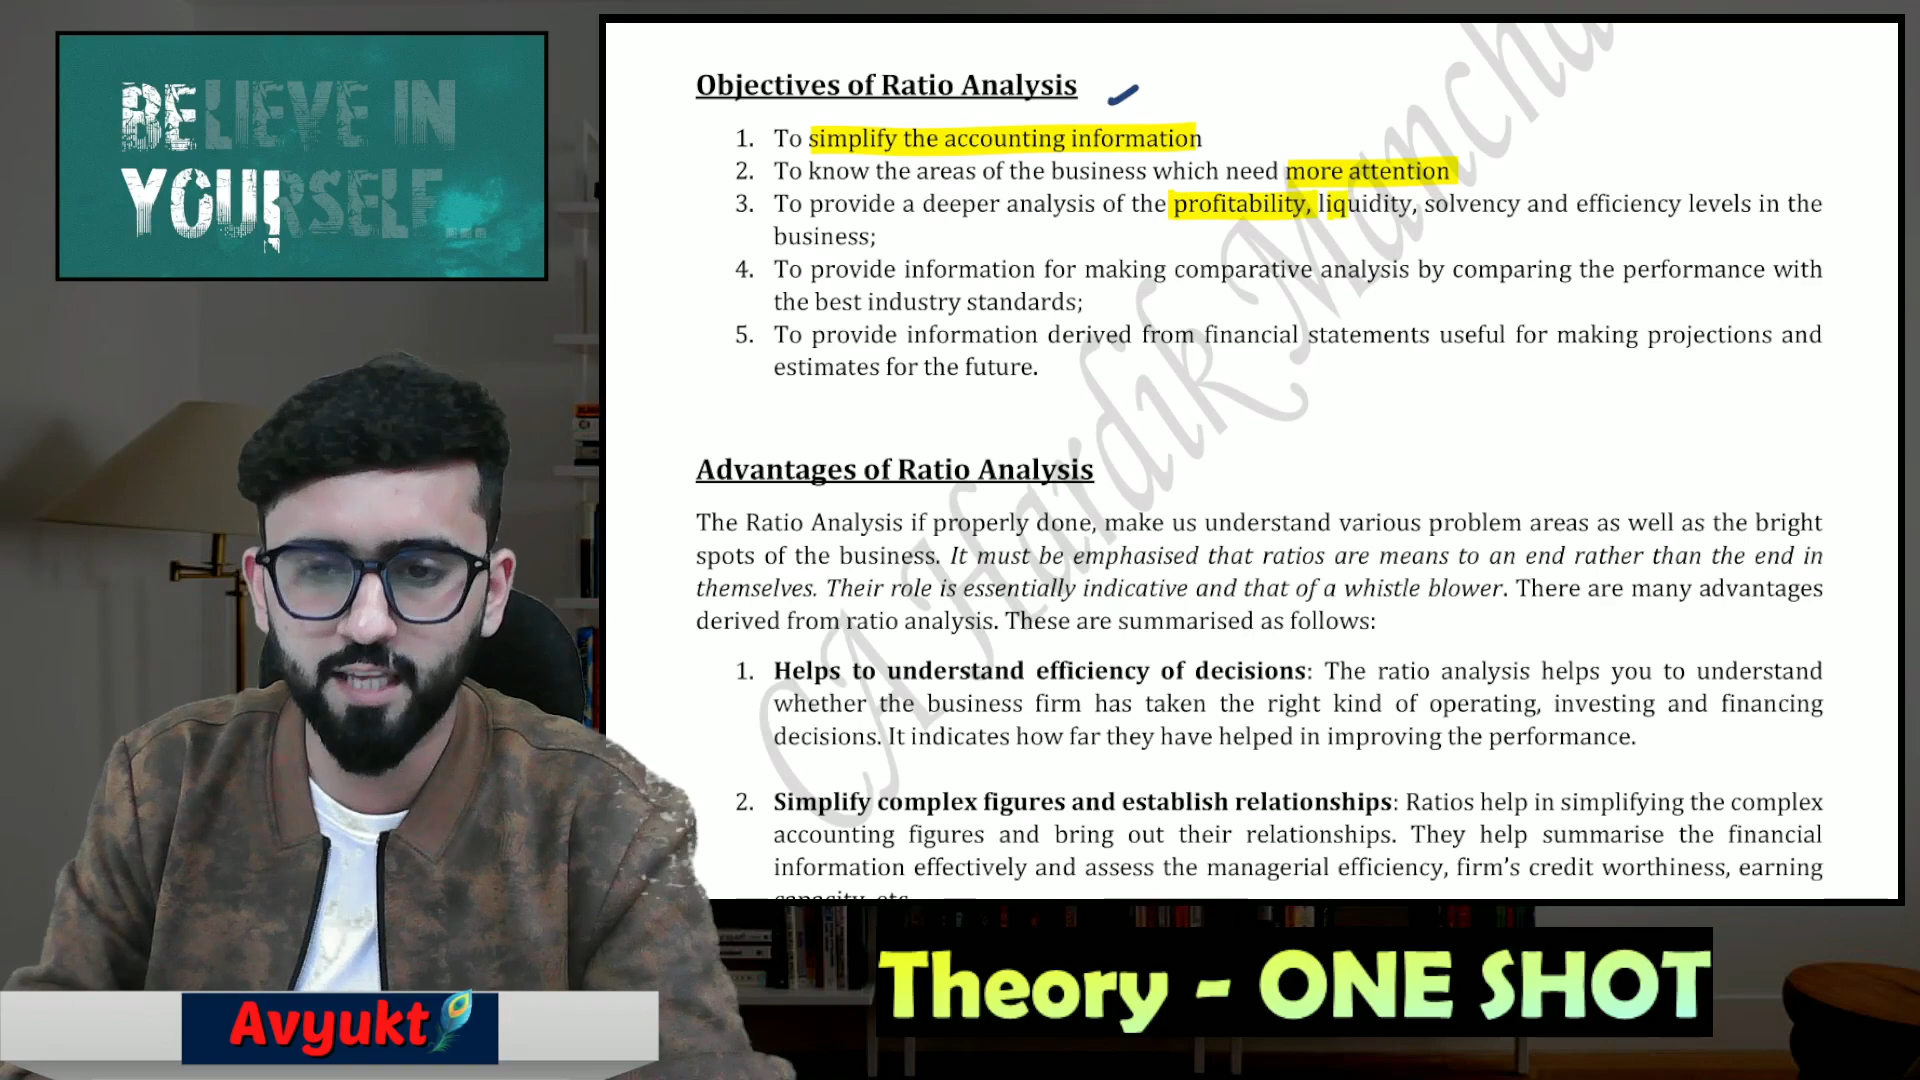 BELIEVE IN
YOURSELF...
Objectives of Ratio Analysis
1. To simplify the accounting information
2. To know the areas of the business which need more attention
3. To provide a deeper analysis of the profitability, liquidity, solvency and efficiency levels in the
business;
4. To provide information for making comparative analysis by comparing the performance with
the best industry standards;
5. To provide information derived from financial statements useful for making projections and
estimates for the future.
Advantages of Ratio Analysis
The Ratio Analysis if properly done, make us understand various problem areas as well as the bright
spots of the business. It must be emphasised that ratios are means to an end rather than the end in
themselves. Their role is essentially indicative and that of a whistle blower. There are many advantages
derived from ratio analysis. These are summarised as follows:
1. Helps to understand efficiency of decisions: The ratio analysis helps you to understand
whether the business firm has taken the right kind of operating, investing and financing
decisions. It indicates how far they have helped in improving the performance.
2. Simplify complex figures and establish relationships: Ratios help in simplifying the complex
accounting figures and bring out their relationships. They help summarise the financial
information effectively and assess the managerial efficiency, firm's credit worthiness, earning
capacity, etc
CA Hardik Mancha
Avyukt
Theory - ONE SHOT